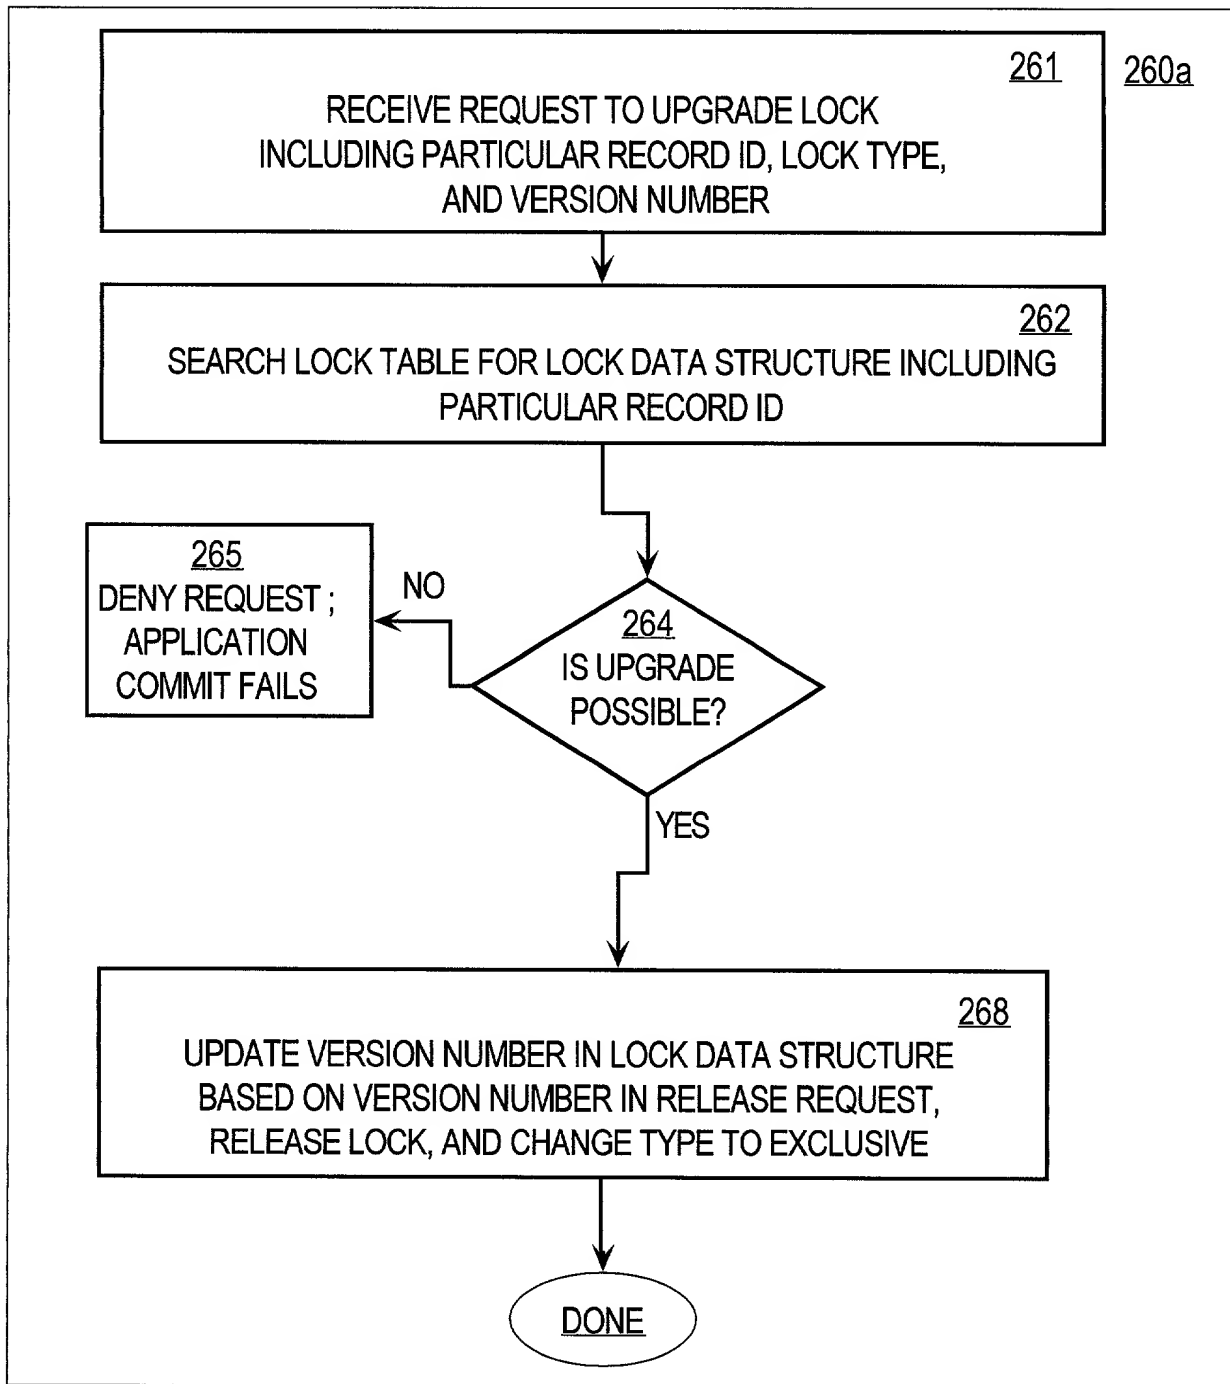 261
260a
RECEIVE REQUEST TO UPGRADE LOCK
INCLUDING PARTICULAR RECORD ID, LOCK TYPE,
AND VERSION NUMBER
262
SEARCH LOCK TABLE FOR LOCK DATA STRUCTURE INCLUDING
PARTICULAR RECORD ID
265
DENY REQUEST ;
APPLICATION
COMMIT FAILS
NO
264
IS UPGRADE
POSSIBLE?
YES
268
UPDATE VERSION NUMBER IN LOCK DATA STRUCTURE
BASED ON VERSION NUMBER IN RELEASE REQUEST,
RELEASE LOCK, AND CHANGE TYPE TO EXCLUSIVE
DONE